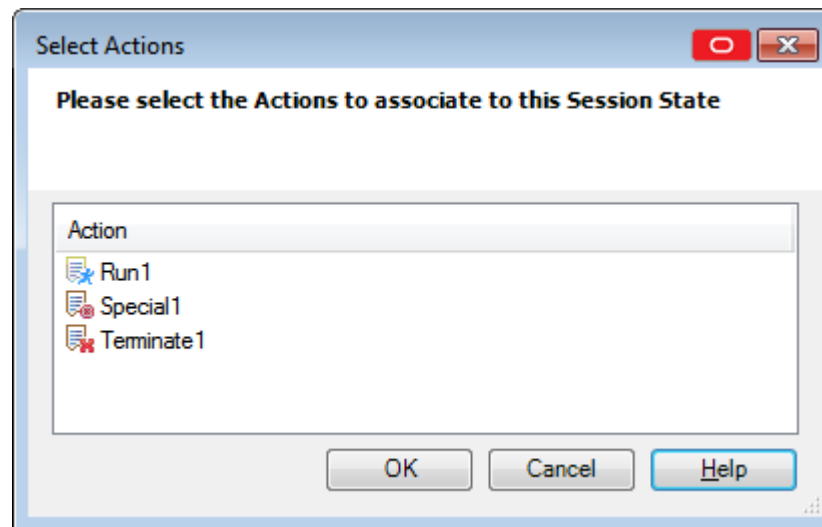 Select Actions
Please select the Actions to associate to this Session State
Action
Run1
Special1
Terminate1
OK Cancel Help